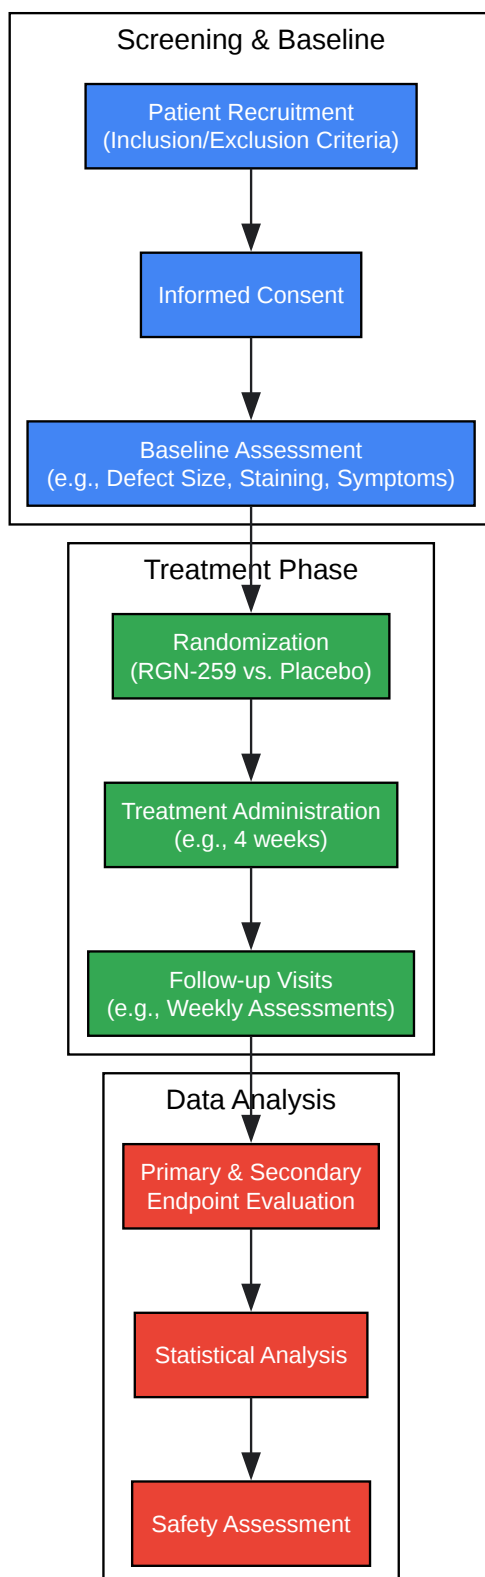 Screening & Baseline
Patient Recruitment
(Inclusion/Exclusion Criteria)
Informed Consent
Baseline Assessment
(e.g., Defect Size, Staining, Symptoms)
Treatment Phase
Randomization
(RGN-259 vs. Placebo)
Treatment Administration
(e.g., 4 weeks)
Follow-up Visits
(e.g., Weekly Assessments)
Data Analysis
Primary & Secondary
Endpoint Evaluation
Statistical Analysis
Safety Assessment